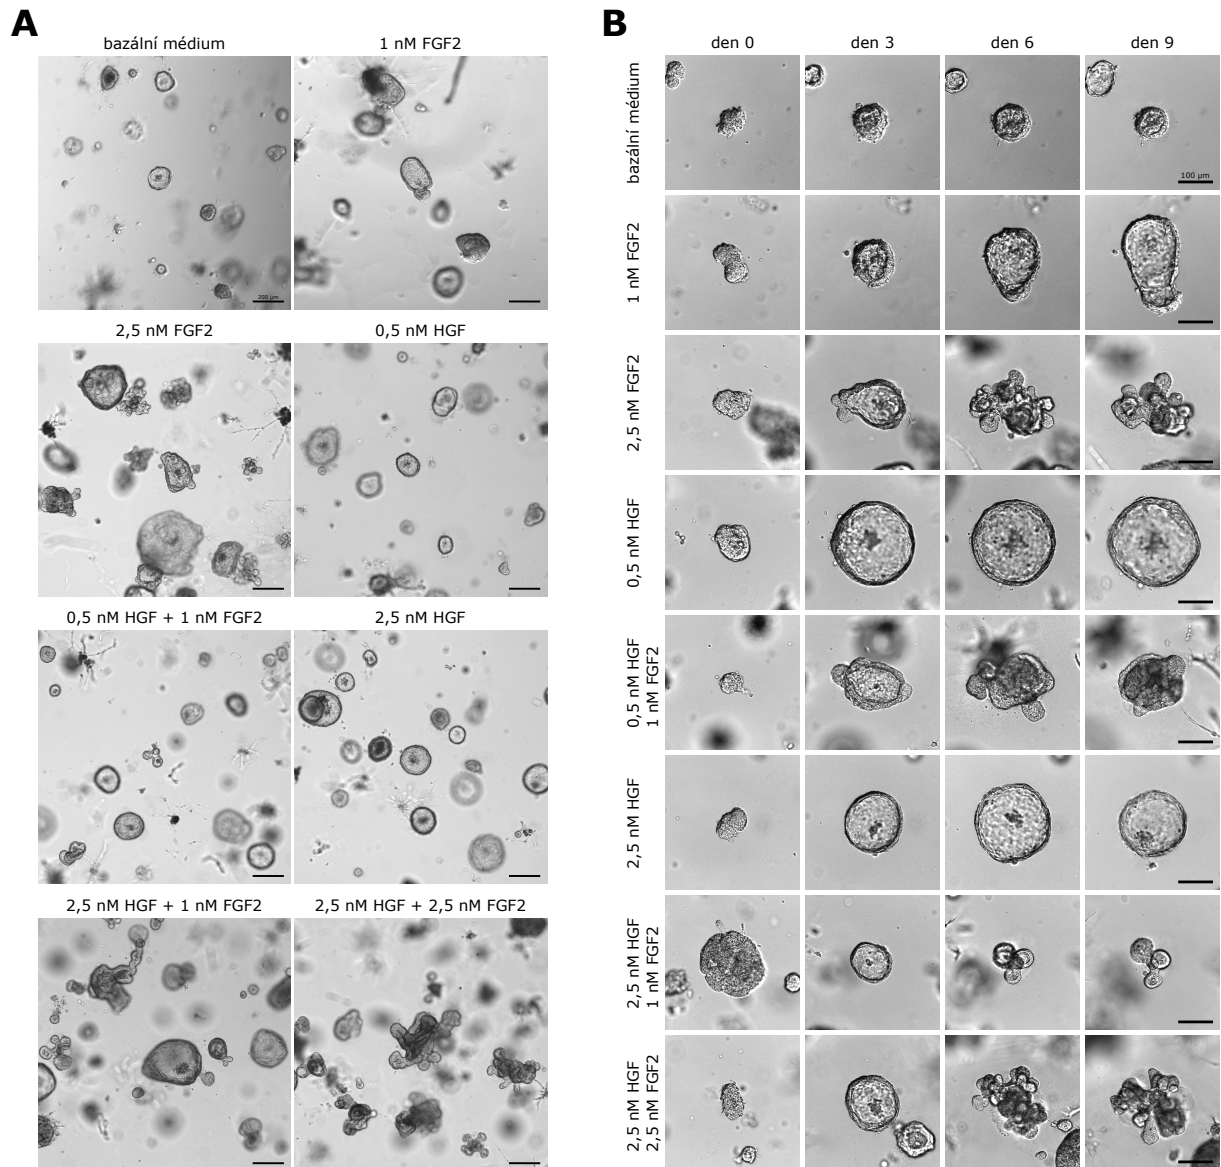 A
bazální médium
1 nM FGF2
200 µm
2,5 nM FGF2
0,5 nM HGF
0,5 nM HGF + 1 nM FGF2
2,5 nM HGF
2,5 nM HGF + 1 nM FGF2
2,5 nM HGF + 2,5 nM FGF2
B
den 0
den 3
den 6
den 9
bazální médium
100 µm
1 nM FGF2
2,5 nM FGF2
0,5 nM HGF
0,5 nM HGF
1 nM FGF2
2,5 nM HGF
2,5 nM HGF
1 nM FGF2
2,5 nM HGF
2,5 nM FGF2